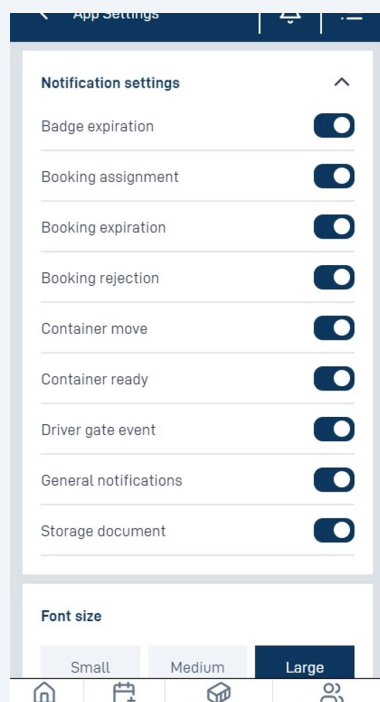 App Settings
Notification settings
Badge expiration
Booking assignment
Booking expiration
Booking rejection
Container move
Container ready
Driver gate event
General notifications
Storage document
Font size
Small Medium Large